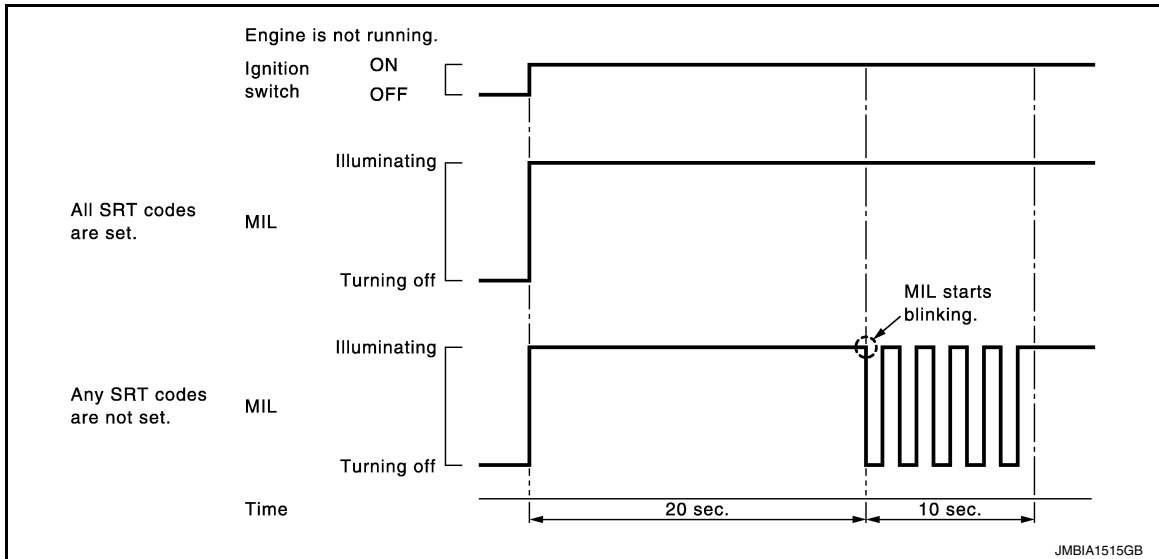 Engine is not running.
Ignition
switch
ON
OFF
Illuminating
All SRT codes
are set.
MIL
Turning off
MIL starts
blinking.
Illuminating
Any SRT codes
are not set.
MIL
Turning off
Time
20 sec.
10 sec.
JMBIA1515GB